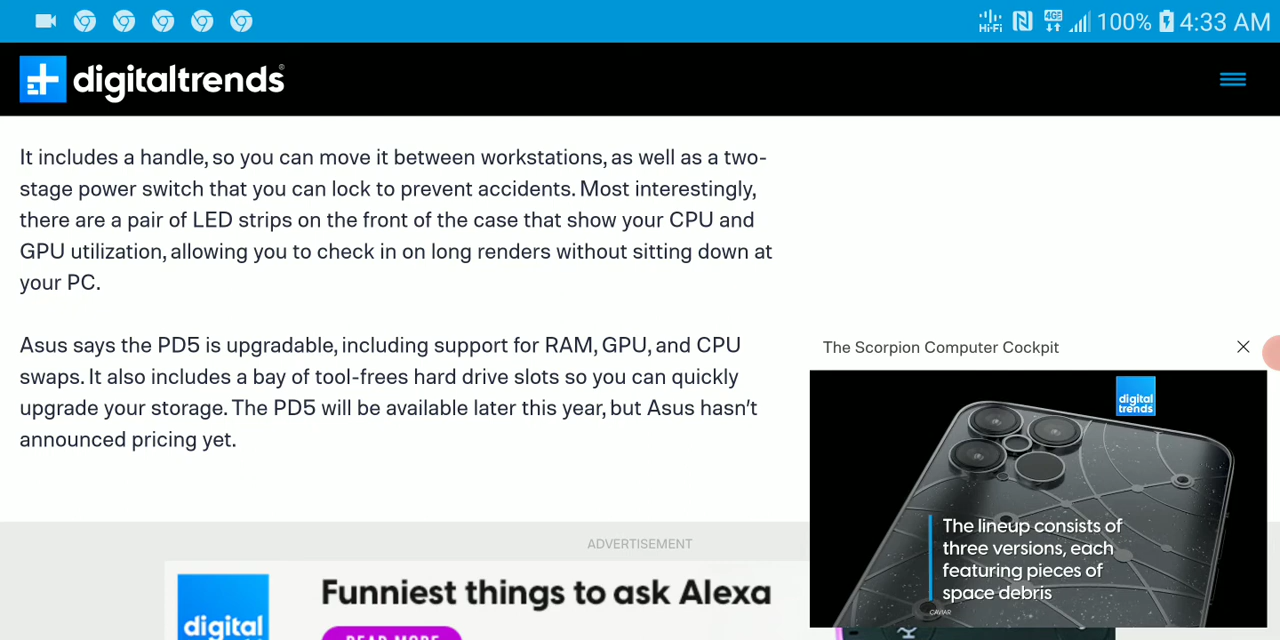 Hi-Fi 4GE 100% 4:33 AM
digitaltrends
It includes a handle, so you can move it between workstations, as well as a two-
stage power switch that you can lock to prevent accidents. Most interestingly,
there are a pair of LED strips on the front of the case that show your CPU and
GPU utilization, allowing you to check in on long renders without sitting down at
your PC.
Asus says the PD5 is upgradable, including support for RAM, GPU, and CPU
swaps. It also includes a bay of tool-frees hard drive slots so you can quickly
upgrade your storage. The PD5 will be available later this year, but Asus hasn't
announced pricing yet.
The Scorpion Computer Cockpit
digital
trends
The lineup consists of
three versions, each
featuring pieces of
space debris
CAVIAR
ADVERTISEMENT
Funniest things to ask Alexa
digital
READ MORE